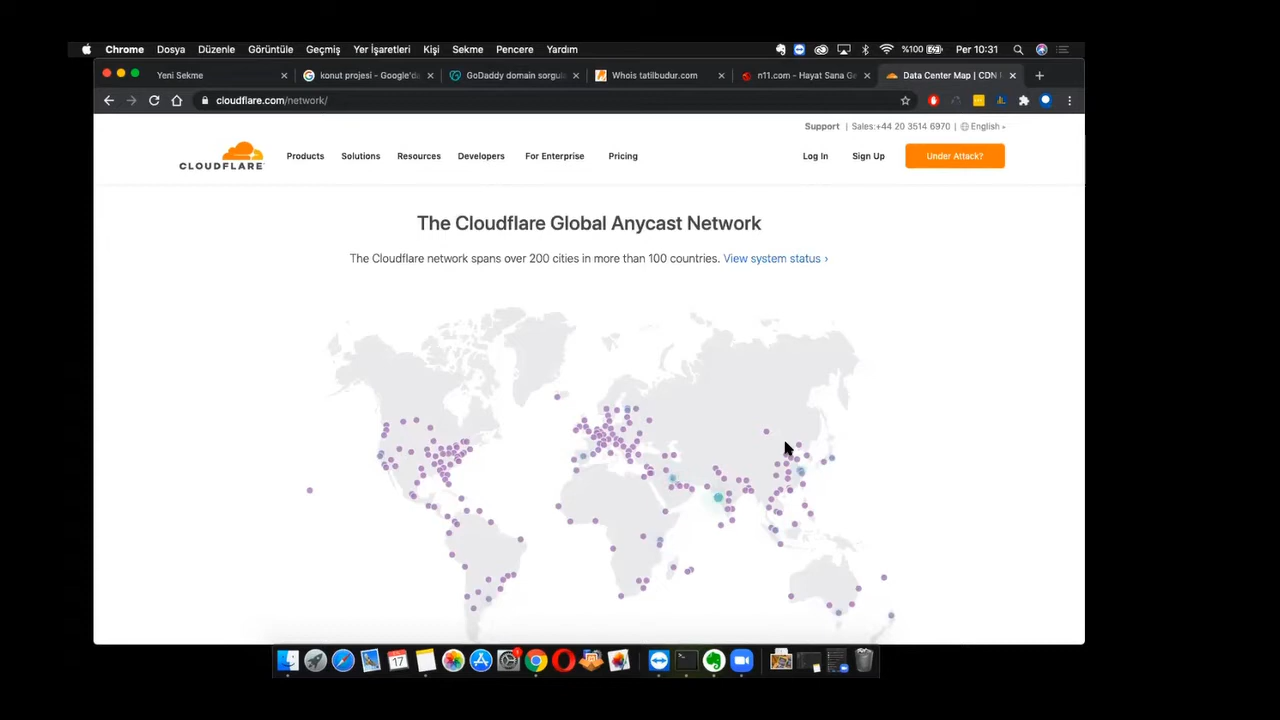 Chrome Dosya Düzenle Görüntüle Geçmiş Yer İşaretleri Kişi Sekme Pencere Yardım %100 Per 10:31
Yeni Sekme konut projesi - Google'da GoDaddy domain sorgula Whois tatilbudur.com n11.com - Hayat Sana Ge Data Center Map | CDN
cloudflare.com/network/
Support | Sales:+44 20 3514 6970 | English
CLOUDFLARE Products Solutions Resources Developers For Enterprise Pricing Log In Sign Up Under Attack?
The Cloudflare Global Anycast Network
The Cloudflare network spans over 200 cities in more than 100 countries. View system status ›
17
1